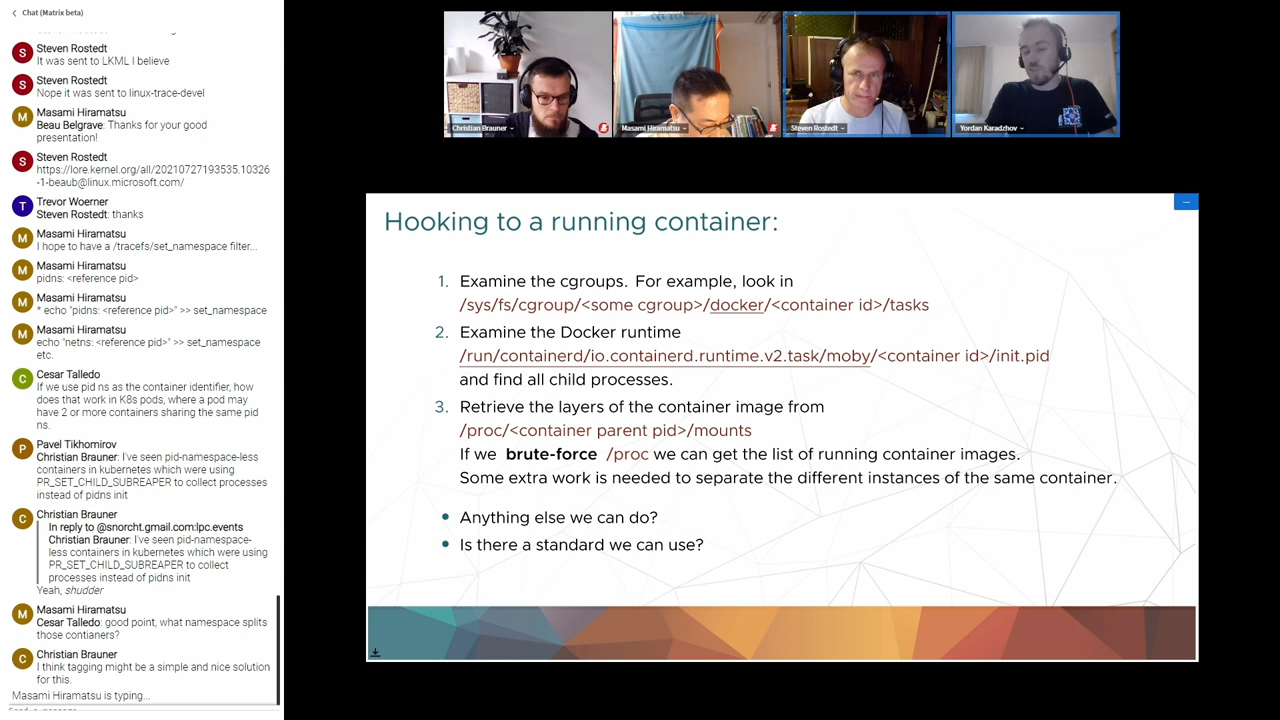 Chat (Matrix beta)
Steven Rostedt
It was sent to LKML I believe
Steven Rostedt
Nope it was sent to linux-trace-devel
Masami Hiramatsu
Beau Belgrave: Thanks for your good
presentation!
Steven Rostedt
https://lore.kernel.org/all/20210727193535.10326
-1-beaub@linux.microsoft.com/
Trevor Woerner
Steven Rostedt: thanks
Masami Hiramatsu
I hope to have a /tracefs/set_namespace filter...
Masami Hiramatsu
pidns: <reference pid>
Masami Hiramatsu
* echo "pidns: <reference pid>" >> set_namespace
Masami Hiramatsu
echo "netns: <reference pid>" >> set_namespace
etc.
Cesar Talledo
If we use pid ns as the container identifier, how
does that work in K8s pods, where a pod may
have 2 or more containers sharing the same pid
ns.
Pavel Tikhomirov
Christian Brauner: I've seen pid-namespace-less
containers in kubernetes which were using
PR_SET_CHILD_SUBREAPER to collect processes
instead of pidns init
Christian Brauner
In reply to @snorcht.gmail.com:lpc.events
Christian Brauner: I've seen pid-namespace-
less containers in kubernetes which were using
PR_SET_CHILD_SUBREAPER to collect
processes instead of pidns init
Yeah, shudder
Masami Hiramatsu
Cesar Talledo: good point, what namespace splits
those contianers?
Christian Brauner
I think tagging might be a simple and nice solution
for this.
Masami Hiramatsu is typing...
Christian Brauner
Masami Hiramatsu
Steven Rostedt
Yordan Karadzhov
Hooking to a running container:
1. Examine the cgroups. For example, look in
/sys/fs/cgroup/<some cgroup>/docker/<container id>/tasks
2. Examine the Docker runtime
/run/containerd/io.containerd.runtime.v2.task/moby/<container id>/init.pid
and find all child processes.
3. Retrieve the layers of the container image from
/proc/<container parent pid>/mounts
If we brute-force /proc we can get the list of running container images.
Some extra work is needed to separate the different instances of the same container.
• Anything else we can do?
• Is there a standard we can use?